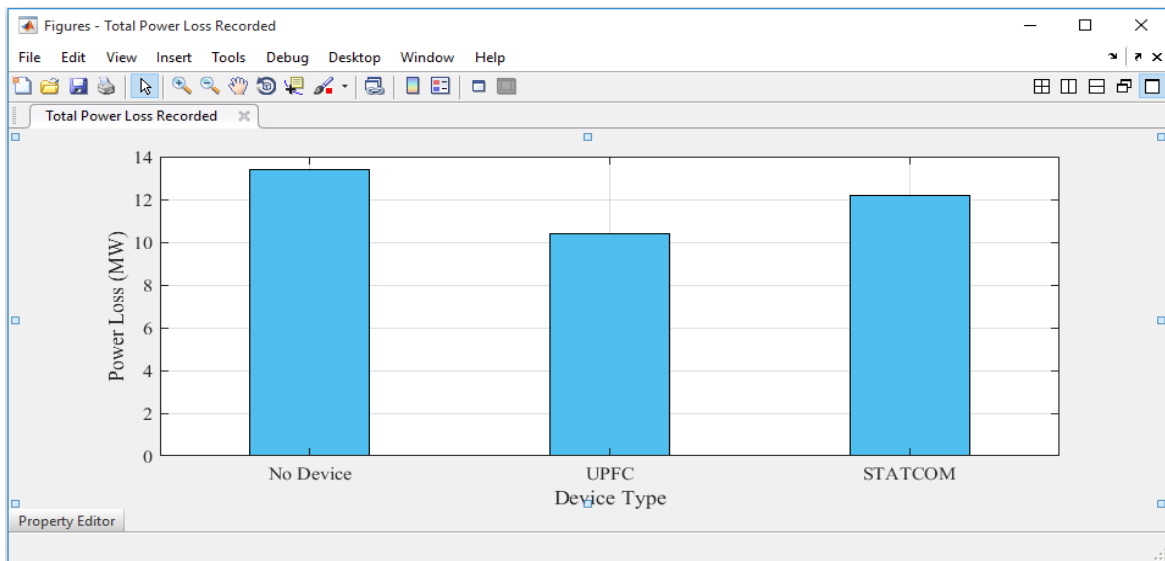 Figures - Total Power Loss Recorded
File Edit View Insert Tools Debug Desktop Window Help
Total Power Loss Recorded
14
12
10
8
6
4
2
0
Power Loss (MW)
No Device UPFC STATCOM
Device Type
Property Editor